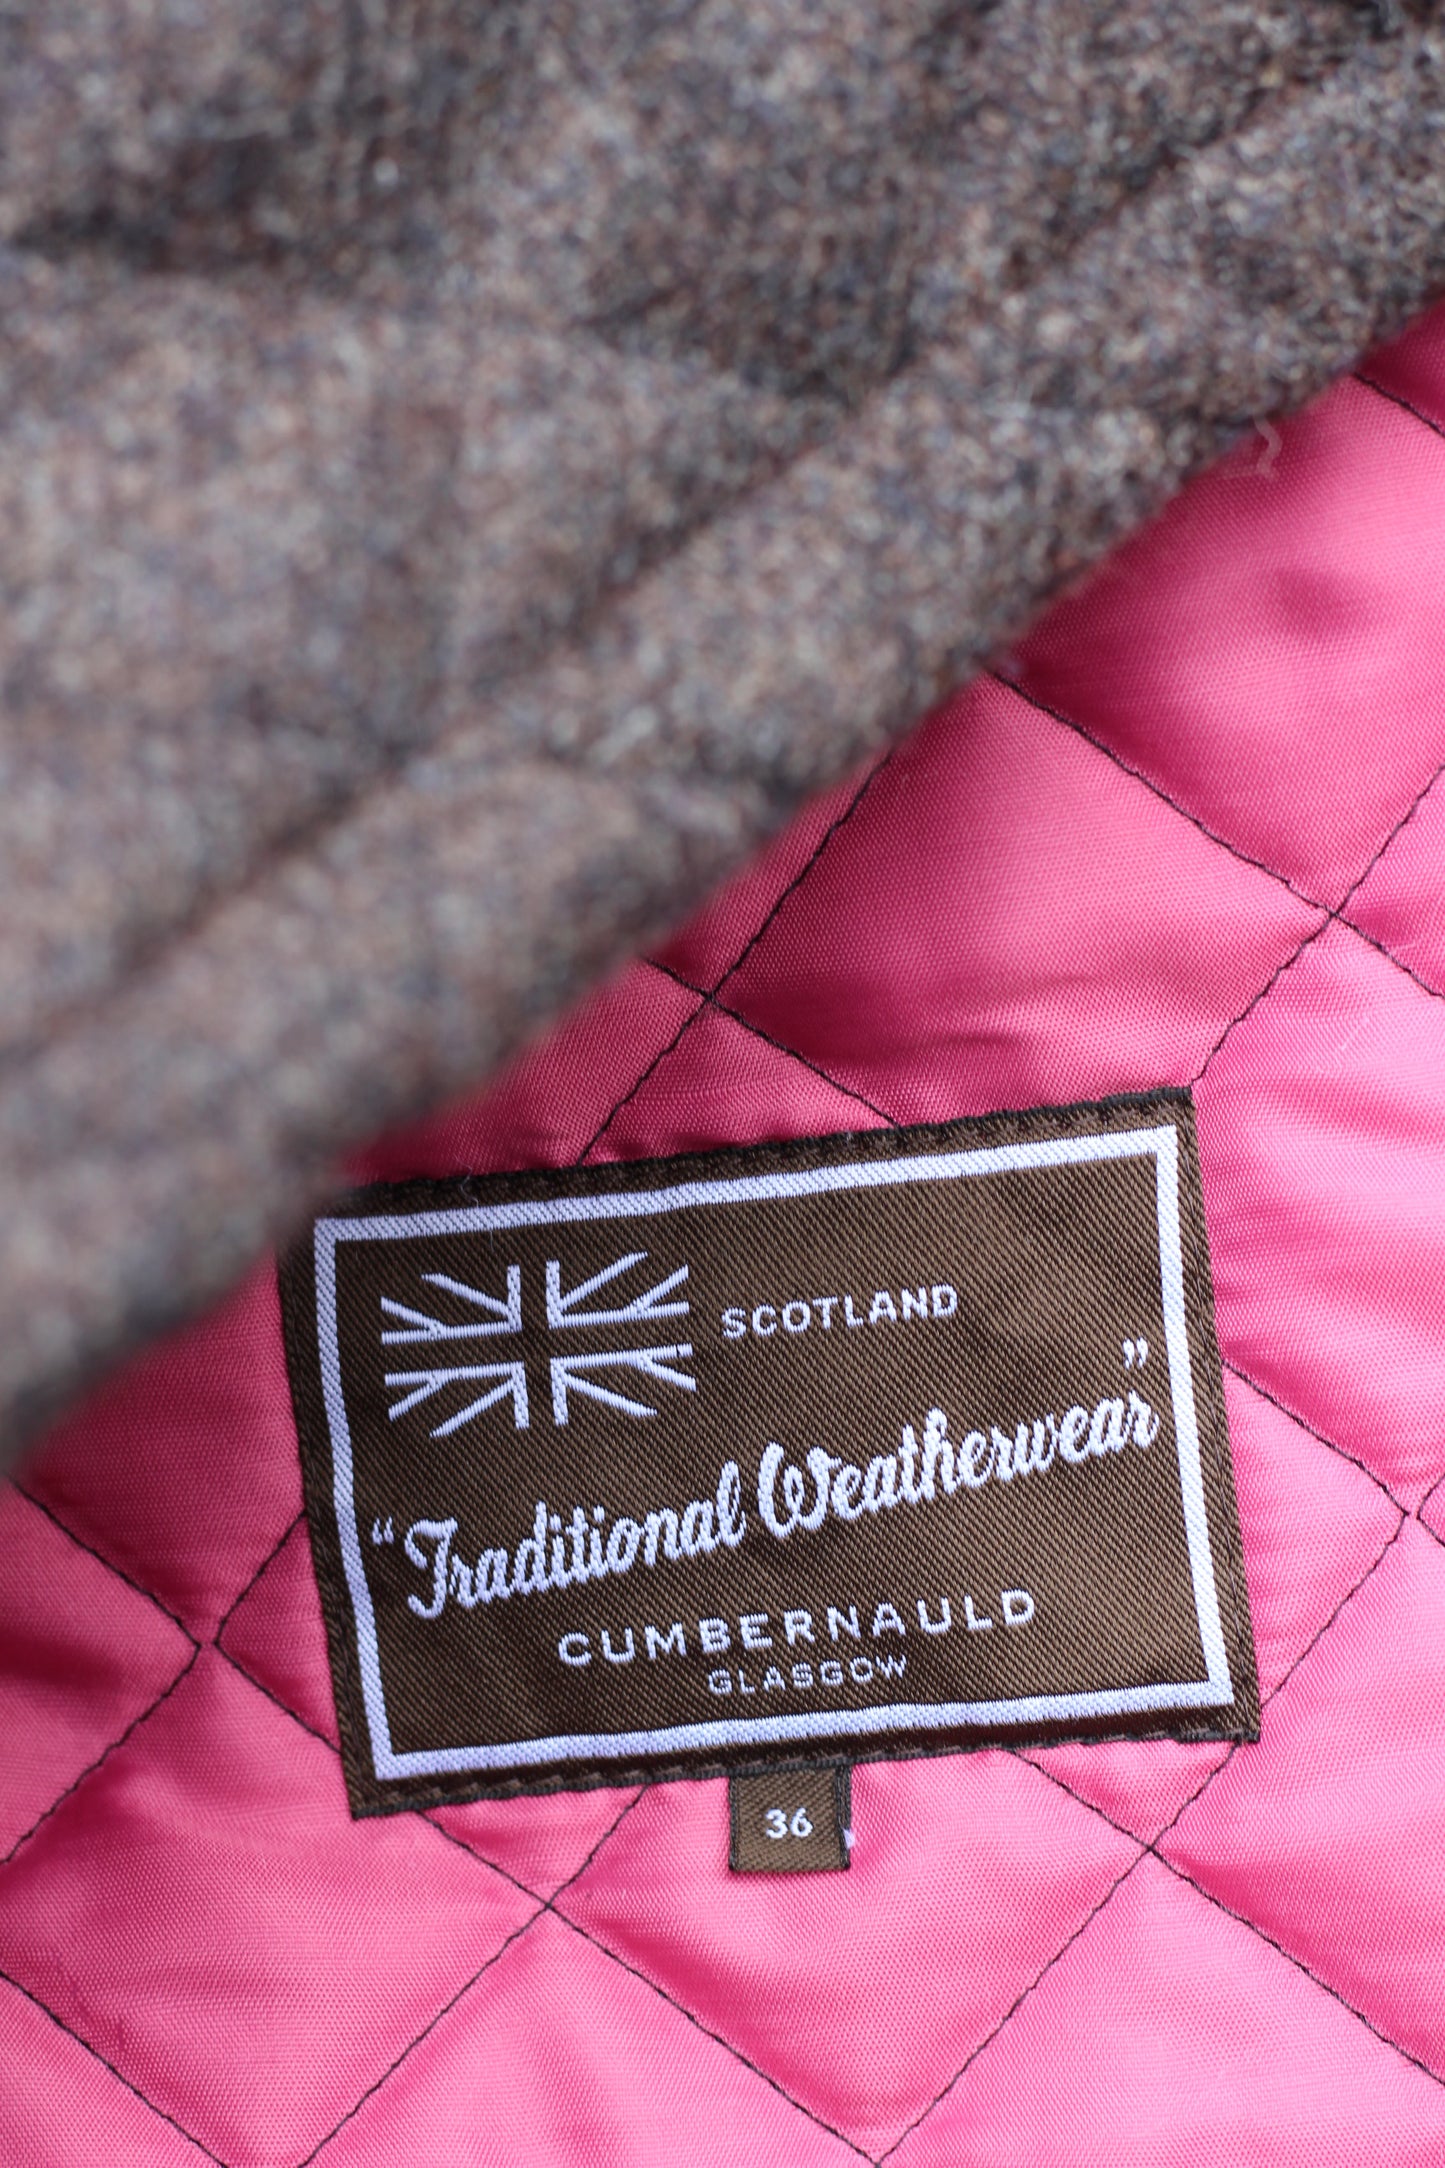 SCOTLAND
“Traditional Weatherwear”
CUMBERNAULD
GLASGOW
36